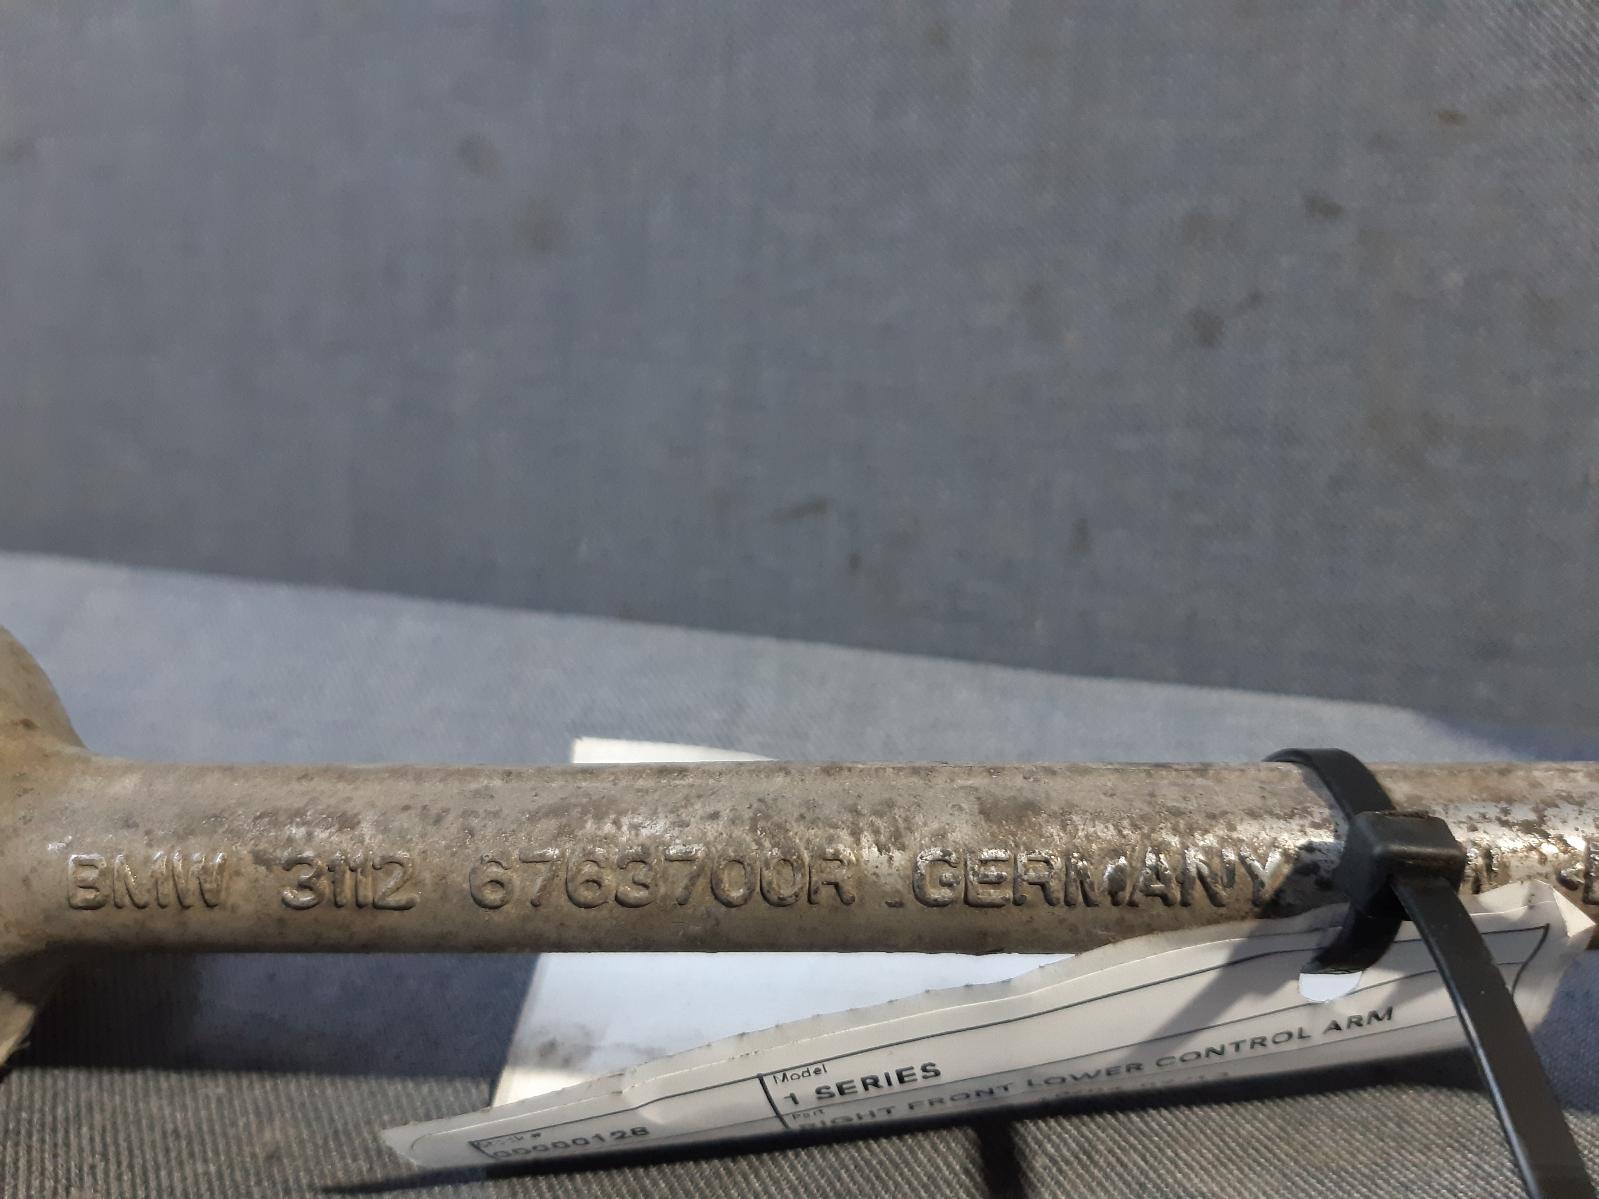 BMW 3112 6763700R GERMANY
Model
1 SERIES
Part
RIGHT FRONT LOWER CONTROL ARM